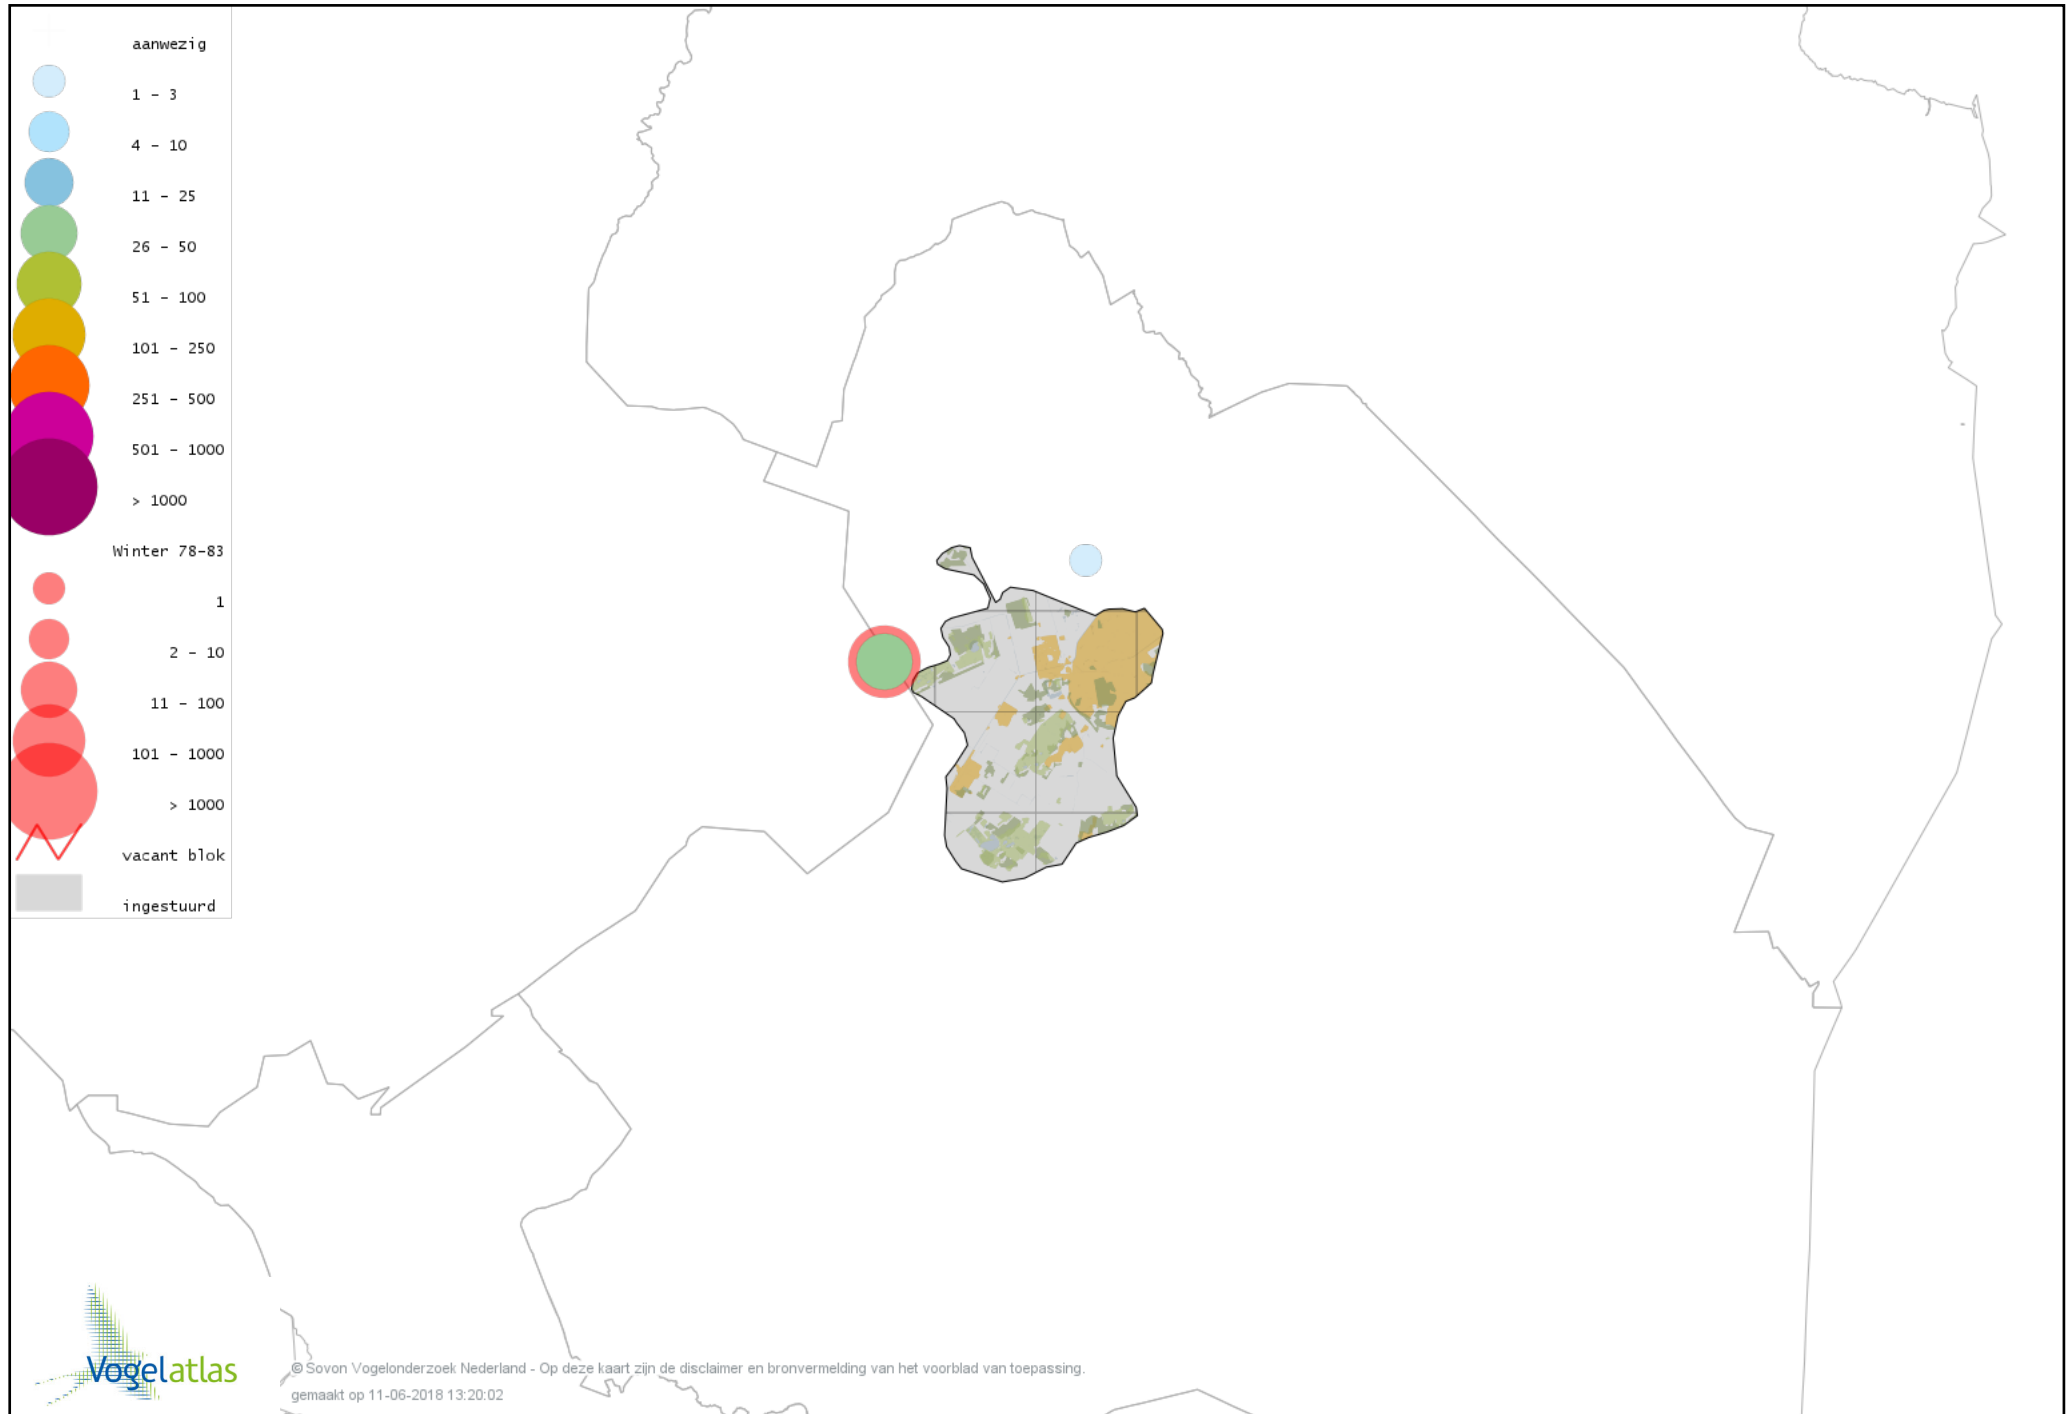 aanwezig
1 - 3
4 - 10
11 - 25
26 - 50
51 - 100
101 - 250
251 - 500
501 - 1000
> 1000
Winter 78-83
1
2 - 10
11 - 100
101 - 1000
> 1000
vacant blok
ingestuurd
Vogelatlas
© Sovon Vogelonderzoek Nederland - Op deze kaart zijn de disclaimer en bronvermelding van het voorblad van toepassing.
gemaakt op 11-06-2018 13:20:02